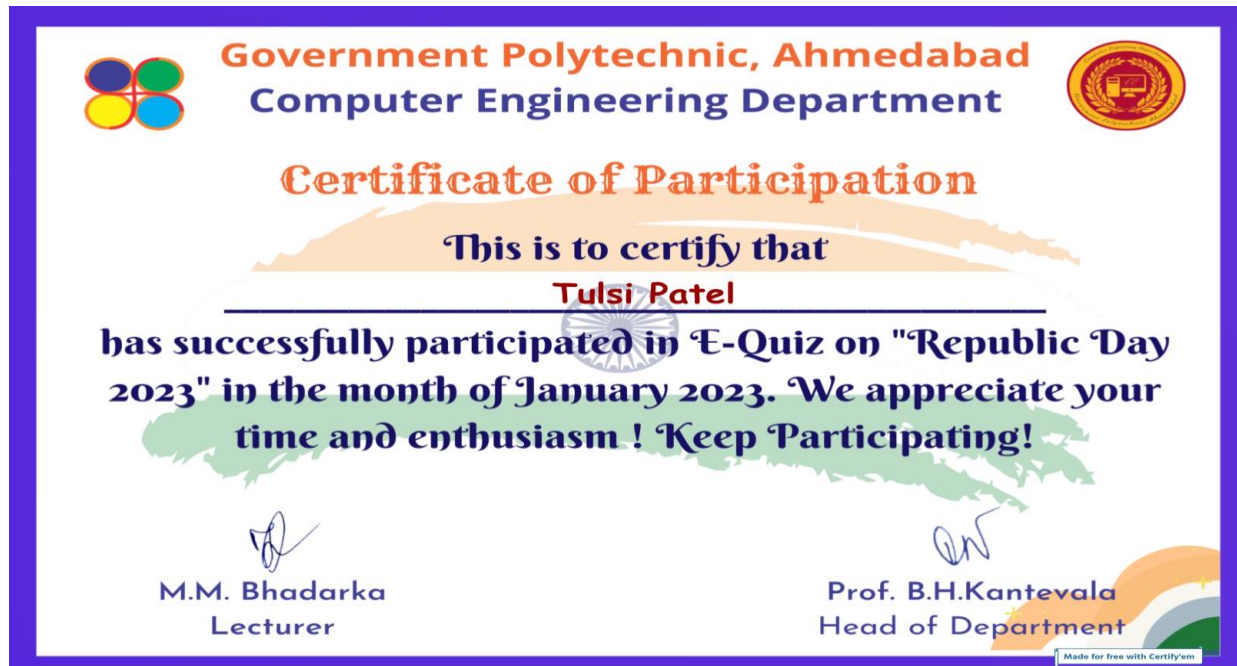 Government Polytechnic, Ahmedabad
Computer Engineering Department
Certificate of Participation
This is to certify that
Tulsi Patel
has successfully participated in E-Quiz on "Republic Day
2023" in the month of January 2023. We appreciate your
time and enthusiasm ! Keep Participating!
M.M. Bhadarka
Lecturer
Prof. B.H.Kantevala
Head of Department
Made for free with Certify'em